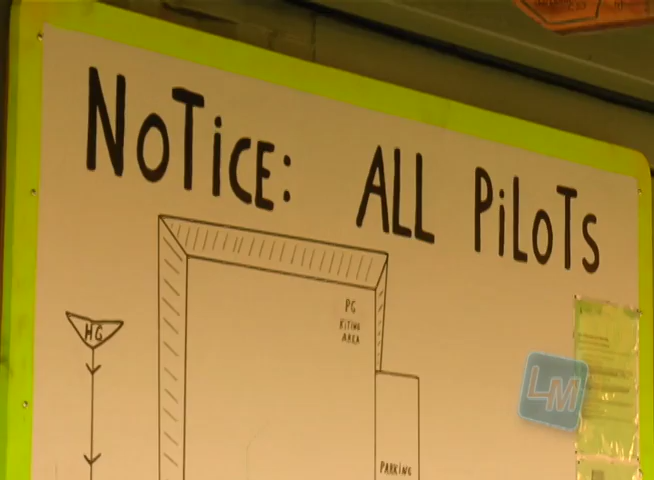 NoTiCE: ALL PiLoTS
PG
KITING
AREA
HG
LM
PARKING